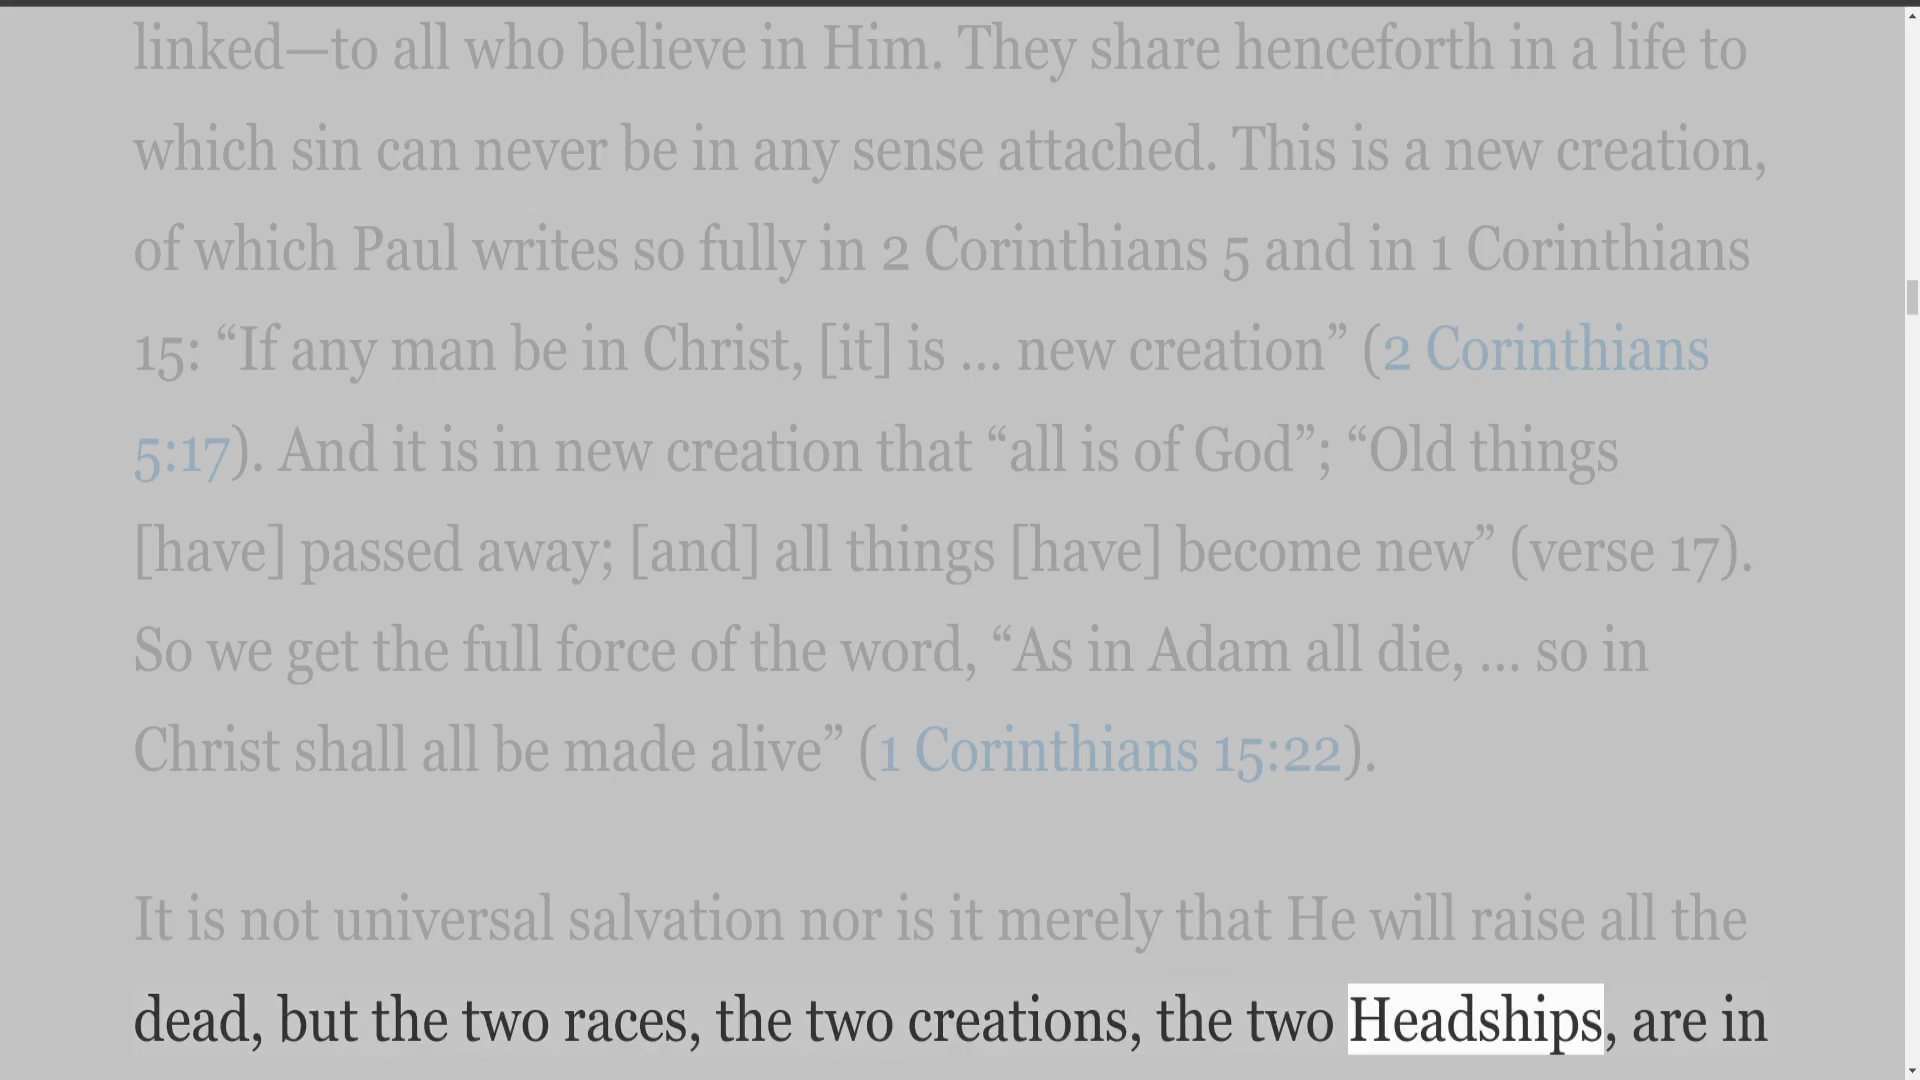 linked—to all who believe in Him. They share henceforth in a life to
which sin can never be in any sense attached. This is a new creation,
of which Paul writes so fully in 2 Corinthians 5 and in 1 Corinthians
15: “If any man be in Christ, [it] is ... new creation” (2 Corinthians
5:17). And it is in new creation that “all is of God”; “Old things
[have] passed away; [and] all things [have] become new” (verse 17).
So we get the full force of the word, “As in Adam all die, ... so in
Christ shall all be made alive” (1 Corinthians 15:22).
It is not universal salvation nor is it merely that He will raise all the
dead, but the two races, the two creations, the two Headships, are in